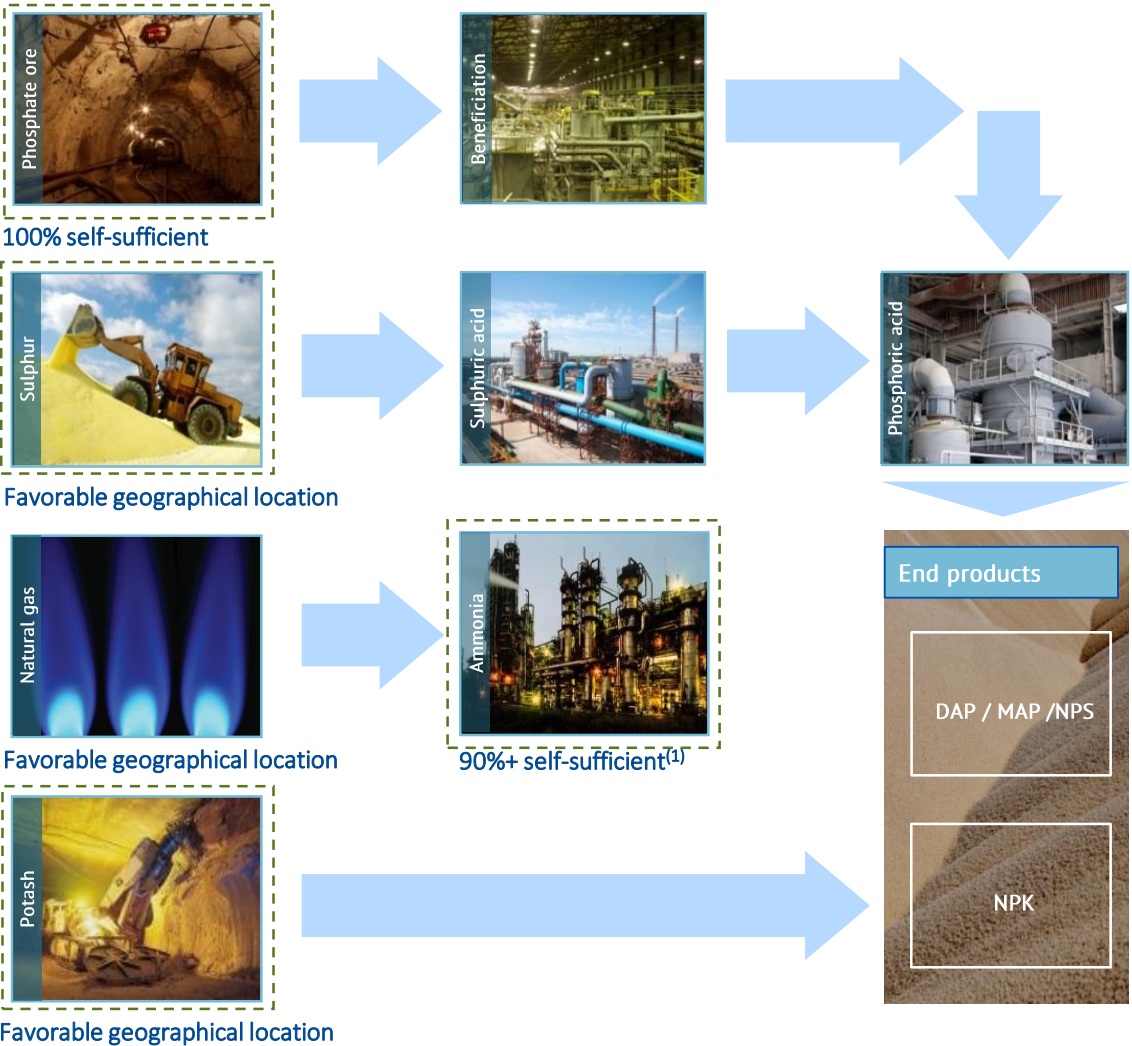 Phosphate ore
Beneficiation
100% self-sufficient
Sulphur
Sulphuric acid
Phosphoric acid
Favorable geographical location
End products
Natural gas
Ammonia
DAP / MAP /NPS
Favorable geographical location
90%+ self-sufficient(1)
Potash
NPK
Favorable geographical location